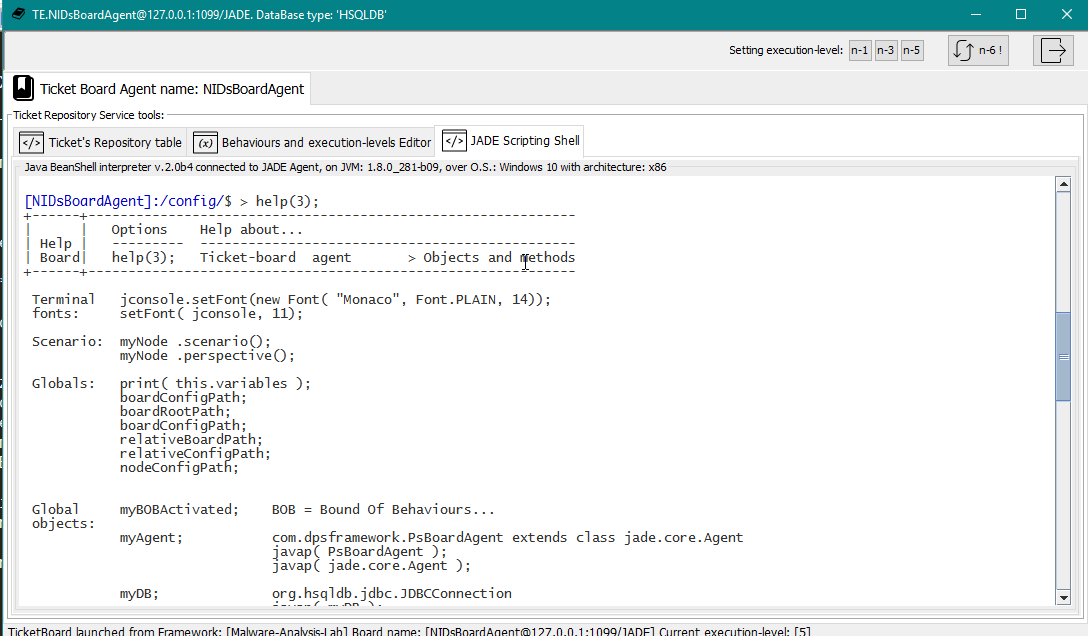 TE.NIDsBoardAgent@127.0.0.1:1099/JADE. DataBase type: 'HSQLDB'
Setting execution-level: n-1 n-3 n-5 n-6 !
Ticket Board Agent name: NIDsBoardAgent
Ticket Repository Service tools:
</> Ticket's Repository table (x) Behaviours and execution-levels Editor </> JADE Scripting Shell
Java BeanShell interpreter v.2.0b4 connected to JADE Agent, on JVM: 1.8.0_281-b09, over O.S.: Windows 10 with architecture: x86
[NIDsBoardAgent]:/config/$ > help(3);
+------+-------------------------------------------------------------
|      |   Options    Help about...
| Help |   ---------  -----------------------------------------------
| Board|   help(3);   Ticket-board  agent       > Objects and methods
+------+-------------------------------------------------------------
Terminal   jconsole.setFont(new Font( "Monaco", Font.PLAIN, 14));
fonts:     setFont( jconsole, 11);
Scenario:  myNode .scenario();
myNode .perspective();
Globals:   print( this.variables );
boardConfigPath;
boardRootPath;
boardConfigPath;
relativeBoardPath;
relativeConfigPath;
nodeConfigPath;
Global     myBOBActivated;    BOB = Bound Of Behaviours...
objects:
myAgent;           com.dpsframework.PsBoardAgent extends class jade.core.Agent
javap( PsBoardAgent );
javap( jade.core.Agent );
myDB;              org.hsqldb.jdbc.JDBCConnection
javap( myDB );
TicketBoard launched from Framework: [Malware-Analysis-Lab] Board name: [NIDsBoardAgent@127.0.0.1:1099/JADE] Current execution-level: [5]